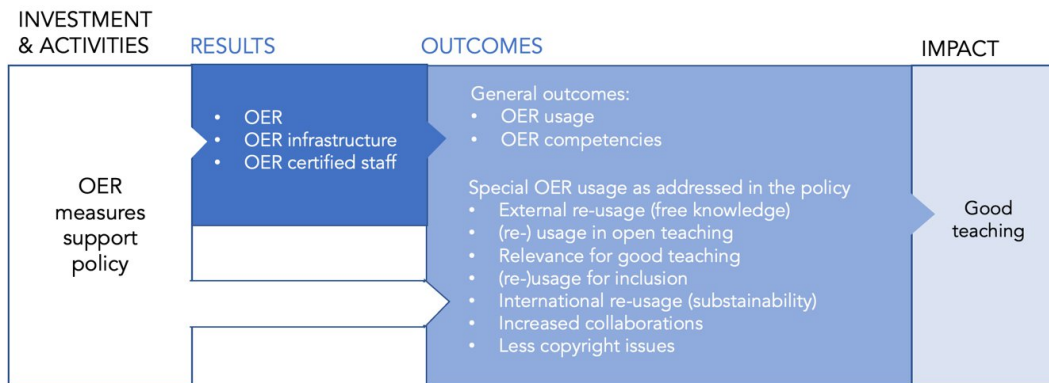 INVESTMENT
& ACTIVITIES
RESULTS
OUTCOMES
IMPACT
OER
measures
support
policy
• OER
• OER infrastructure
• OER certified staff
General outcomes:
• OER usage
• OER competencies
Special OER usage as addressed in the policy
• External re-usage (free knowledge)
• (re-) usage in open teaching
• Relevance for good teaching
• (re-)usage for inclusion
• International re-usage (substainability)
• Increased collaborations
• Less copyright issues
Good
teaching